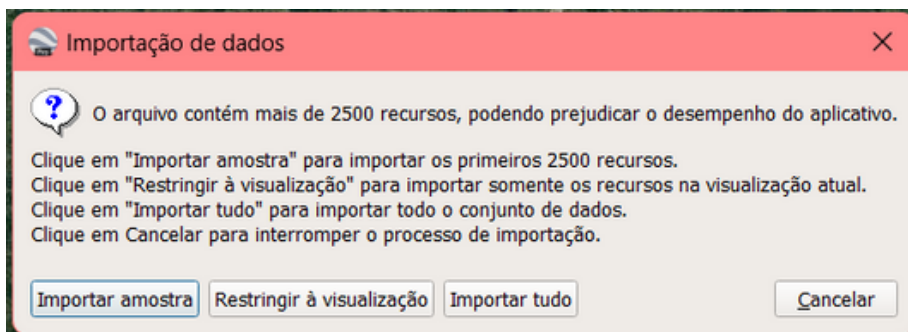 Importação de dados
O arquivo contém mais de 2500 recursos, podendo prejudicar o desempenho do aplicativo.
Clique em "Importar amostra" para importar os primeiros 2500 recursos.
Clique em "Restringir à visualização" para importar somente os recursos na visualização atual.
Clique em "Importar tudo" para importar todo o conjunto de dados.
Clique em Cancelar para interromper o processo de importação.
Importar amostra Restringir à visualização Importar tudo Cancelar